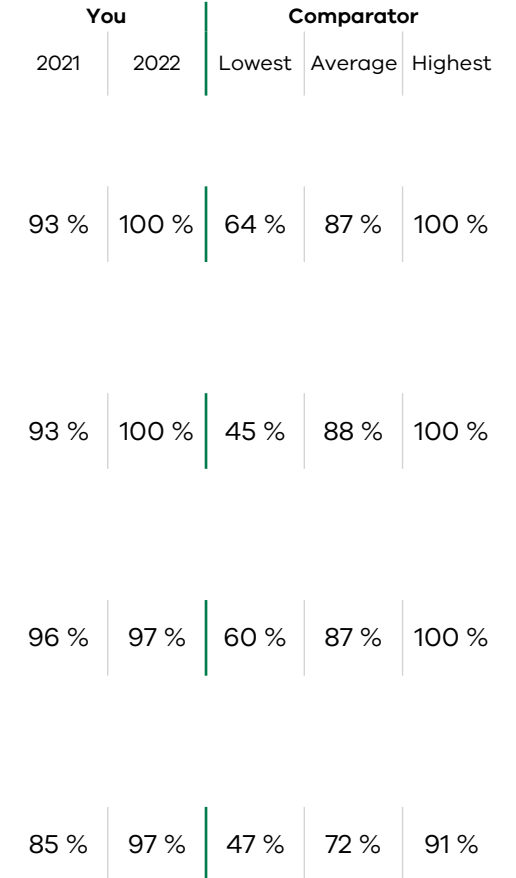 You Comparator
2021 2022 Lowest Average Highest
93 % 100 % 64 % 87 % 100 %
93 % 100 % 45 % 88 % 100 %
96 % 97 % 60 % 87 % 100 %
85 % 97 % 47 % 72 % 91 %